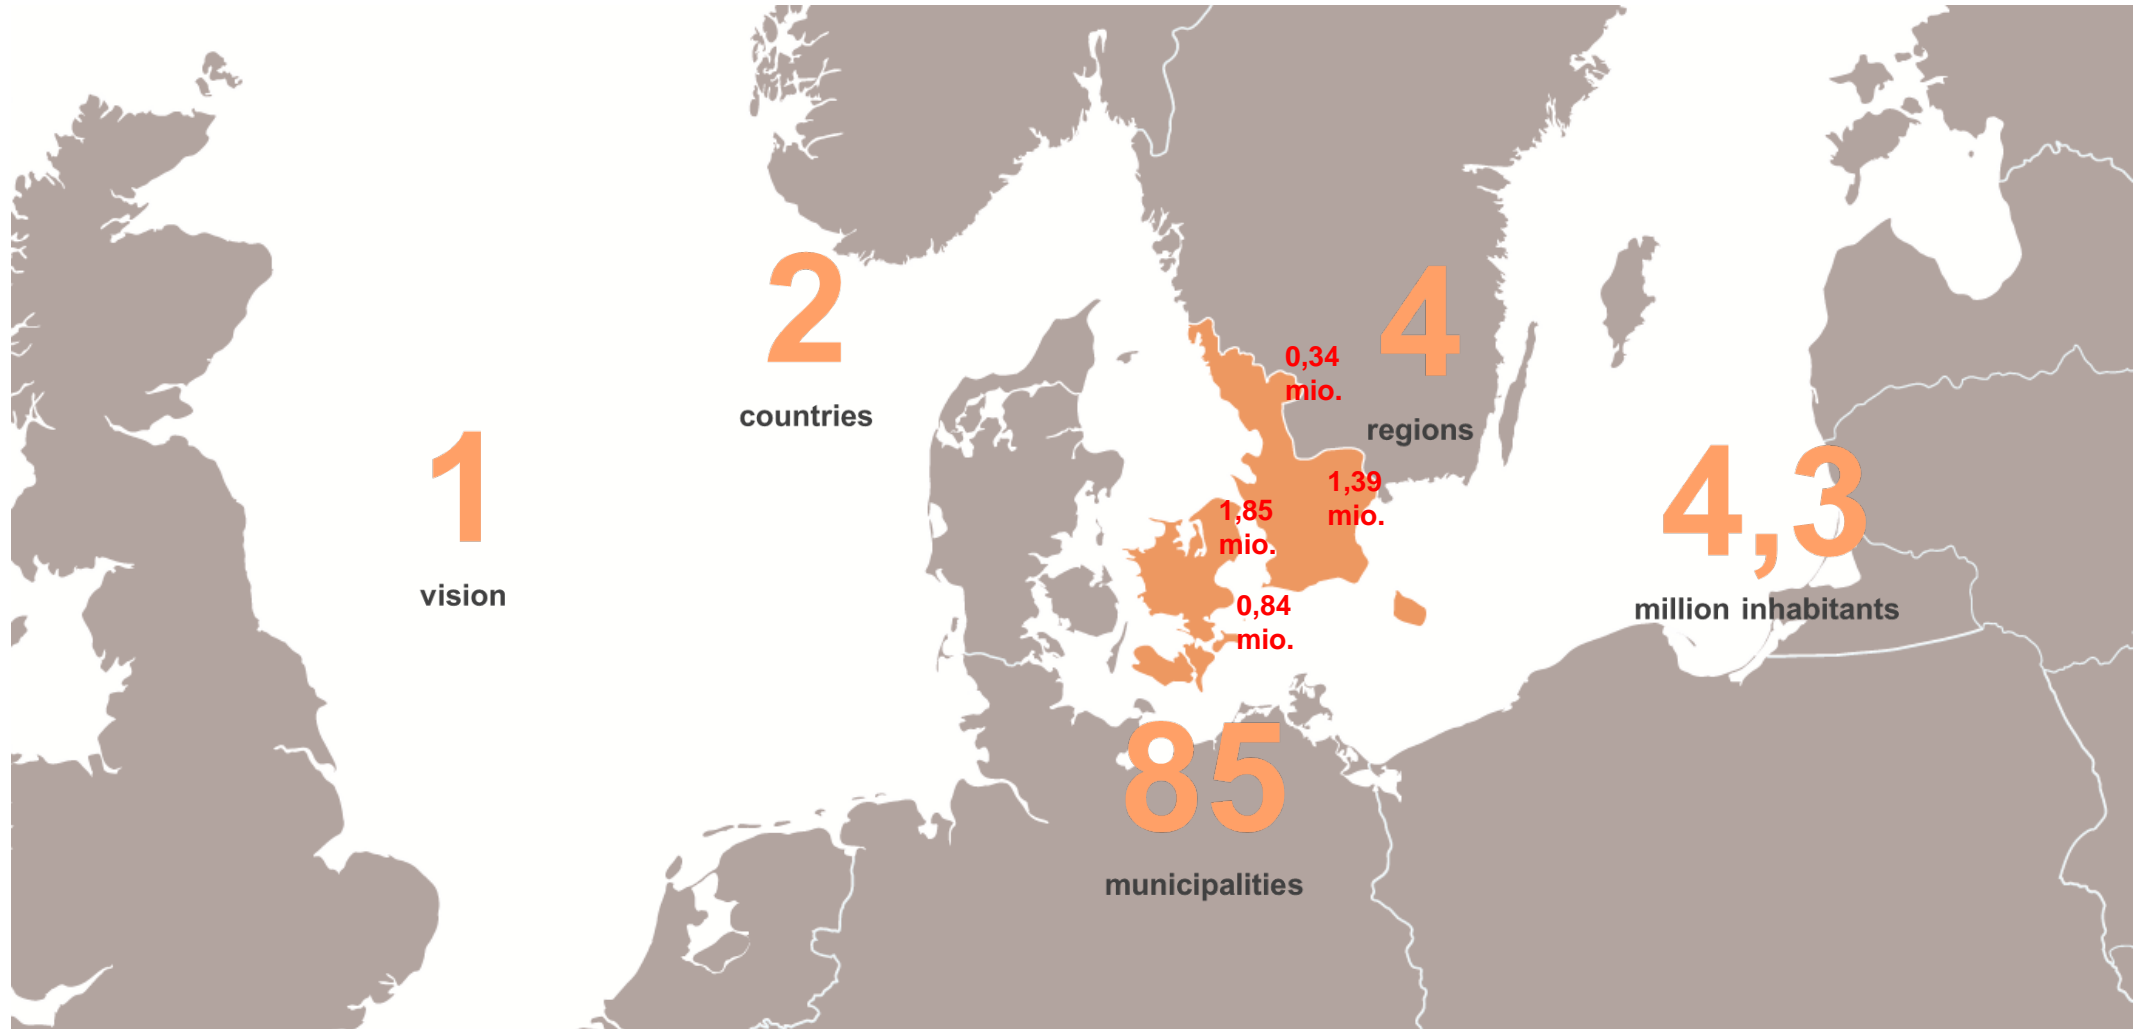 1
vision
2
countries
4
regions
0,34
mio.
1,39
mio.
1,85
mio.
0,84
mio.
4,3
million inhabitants
85
municipalities